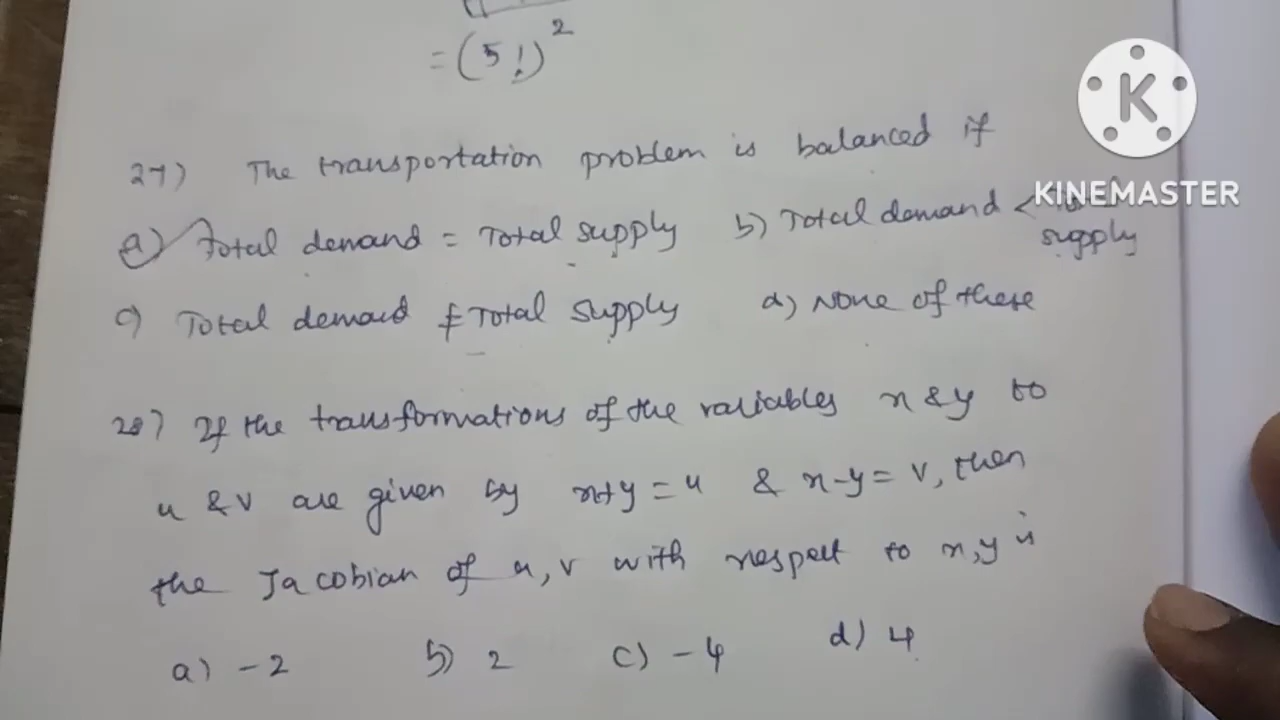 = (5!)²
27) The transportation problem is balanced if
a) Total demand = Total supply b) Total demand < Total
supply
c) Total demand ≠ Total supply d) None of these
28) If the transformations of the variables x & y to
u & v are given by x+y = u & x-y = v, then
the Jacobian of u, v with respect to x, y is
a) -2 b) 2 c) -4 d) 4
KINEMASTER